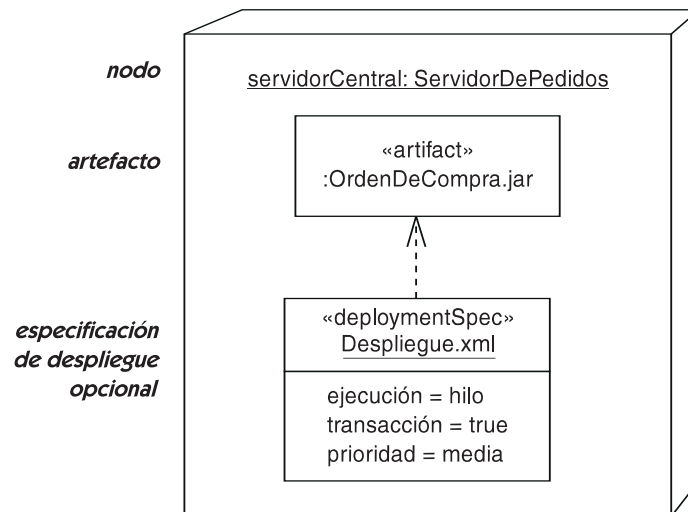 nodo
servidorCentral: ServidorDePedidos
artefacto
«artifact»
:OrdenDeCompra.jar
especificación
de despliegue
opcional
«deploymentSpec»
Despliegue.xml
ejecución = hilo
transacción = true
prioridad = media